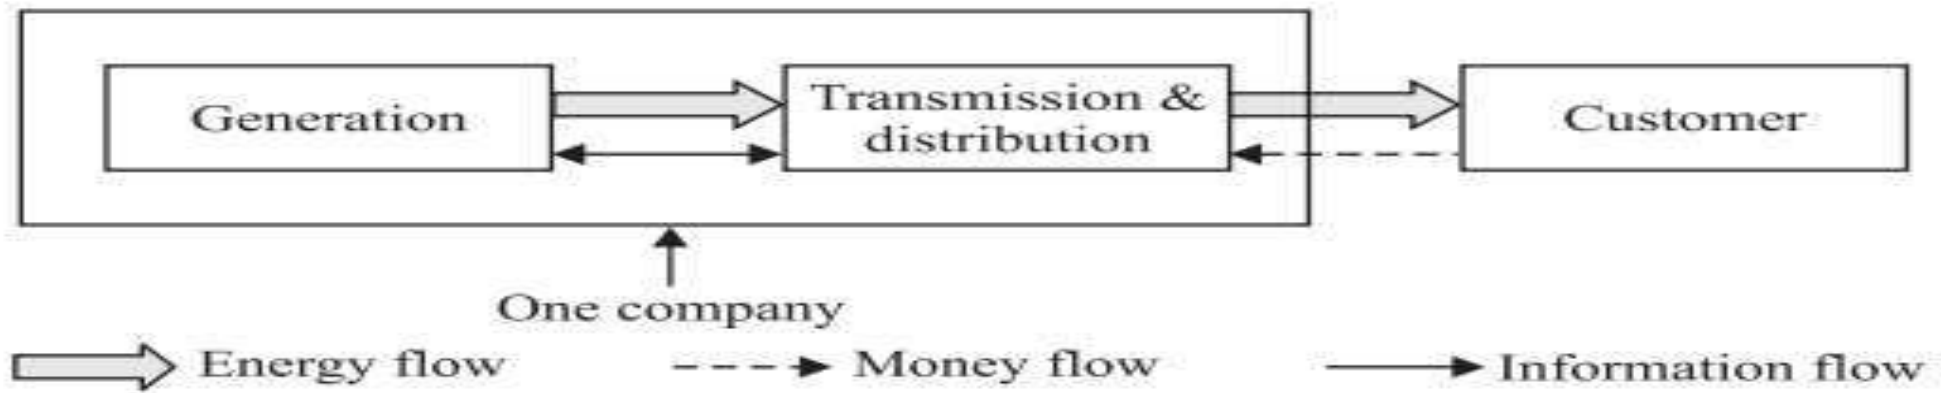 Generation
Transmission &
distribution
Customer
One company
Energy flow
Money flow
Information flow